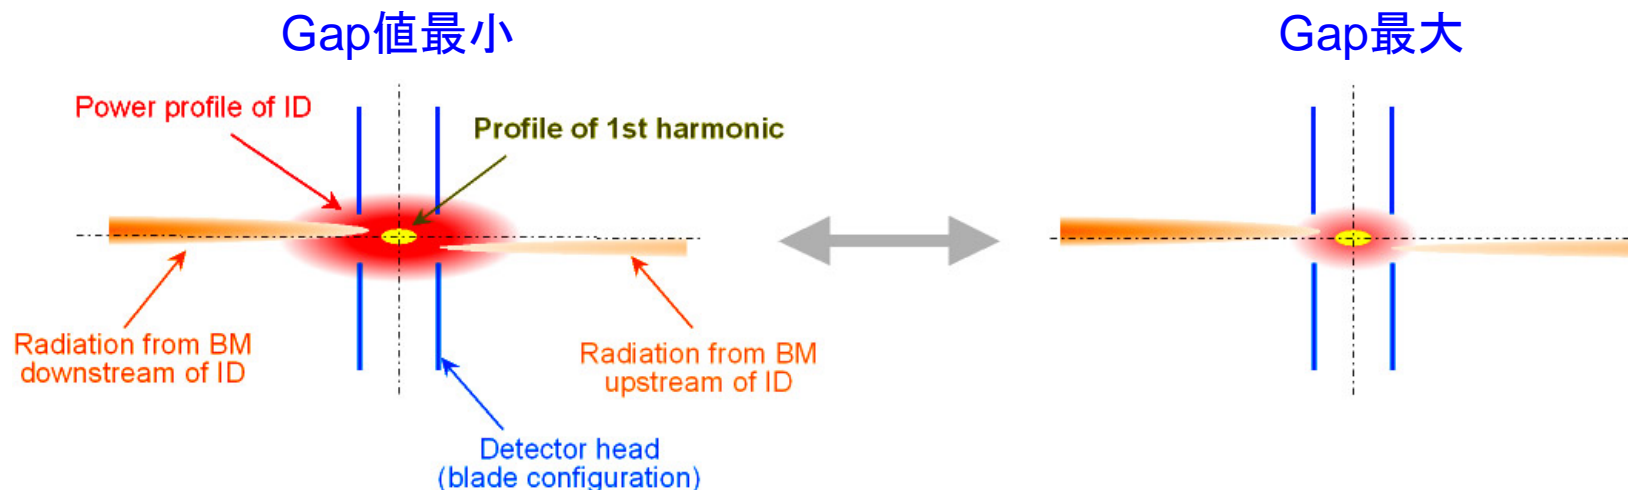 Gap値最小
Gap最大
Power profile of ID
Profile of 1st harmonic
Radiation from BM
downstream of ID
Radiation from BM
upstream of ID
Detector head
(blade configuration)